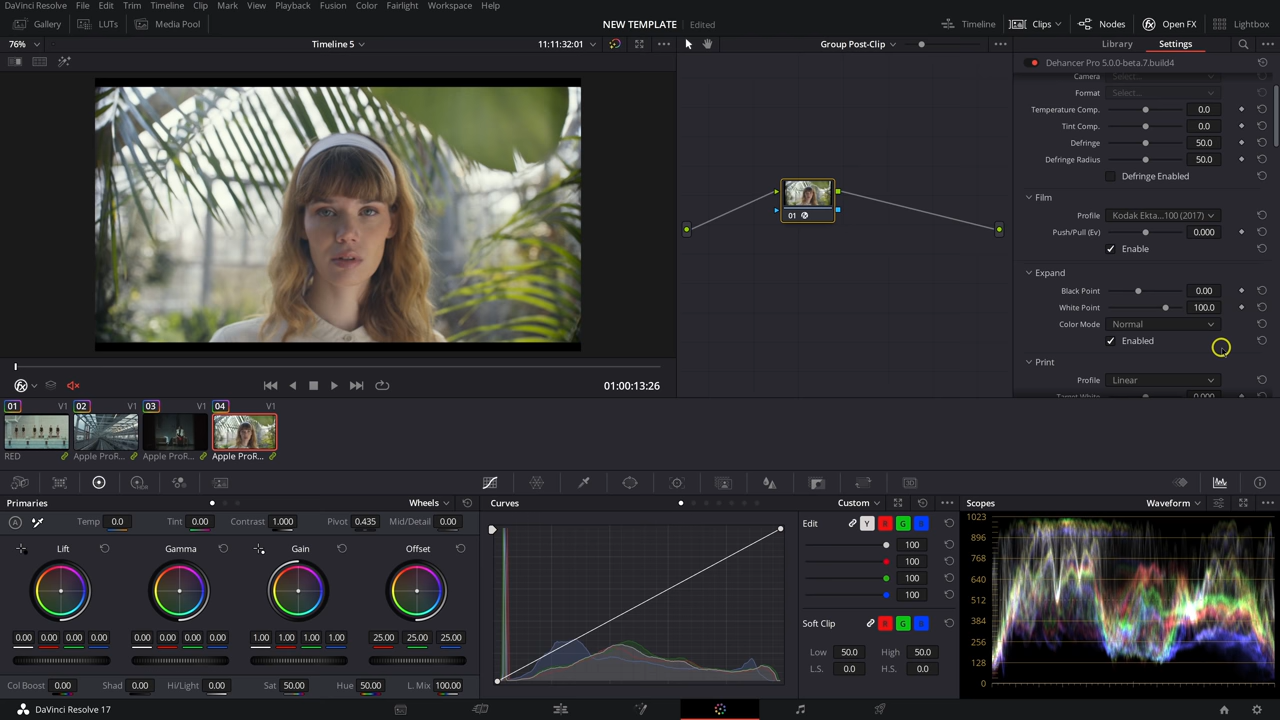 DaVinci Resolve File Edit Trim Timeline Clip Mark View Playback Fusion Color Fairlight Workspace Help
Gallery LUTs Media Pool NEW TEMPLATE Edited Timeline Clips Nodes Open FX Lightbox
76% Timeline 5 11:11:32:01 Group Post-Clip Library Settings
Dehancer Pro 5.0.0-beta.7.build4
Camera Select...
Format Select...
Temperature Comp. 0.0
Tint Comp. 0.0
Defringe 50.0
Defringe Radius 50.0
Defringe Enabled
Film
Profile Kodak Ekta...100 (2017)
Push/Pull (Ev) 0.000
Enable
Expand
Black Point 0.00
White Point 100.0
Color Mode Normal
Enabled
Print
Profile Linear
Target White 0.000
01
01:00:13:26
01 V1 02 V1 03 V1 04 V1
RED Apple ProR... Apple ProR... Apple ProR...
Primaries Wheels
Temp 0.0 Tint 0.00 Contrast 1.000 Pivot 0.435 Mid/Detail 0.00
Lift Gamma Gain Offset
0.00 0.00 0.00 0.00 0.00 0.00 0.00 0.00 1.00 1.00 1.00 1.00 25.00 25.00 25.00
Col Boost 0.00 Shad 0.00 Hi/Light 0.00 Sat 50.00 Hue 50.00 L. Mix 100.00
Curves Custom
Edit Y R G B
100
100
100
100
Soft Clip R G B
Low 50.0 High 50.0
L.S. 0.0 H.S. 0.0
Scopes Waveform
1023
896
768
640
512
384
256
128
0
DaVinci Resolve 17